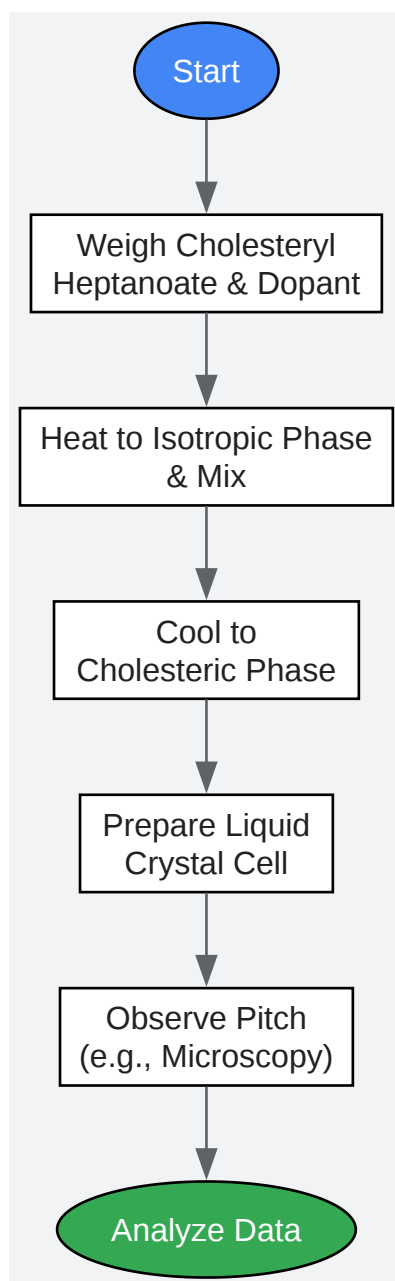 Start
Weigh Cholesteryl
Heptanoate & Dopant
Heat to Isotropic Phase
& Mix
Cool to
Cholesteric Phase
Prepare Liquid
Crystal Cell
Observe Pitch
(e.g., Microscopy)
Analyze Data